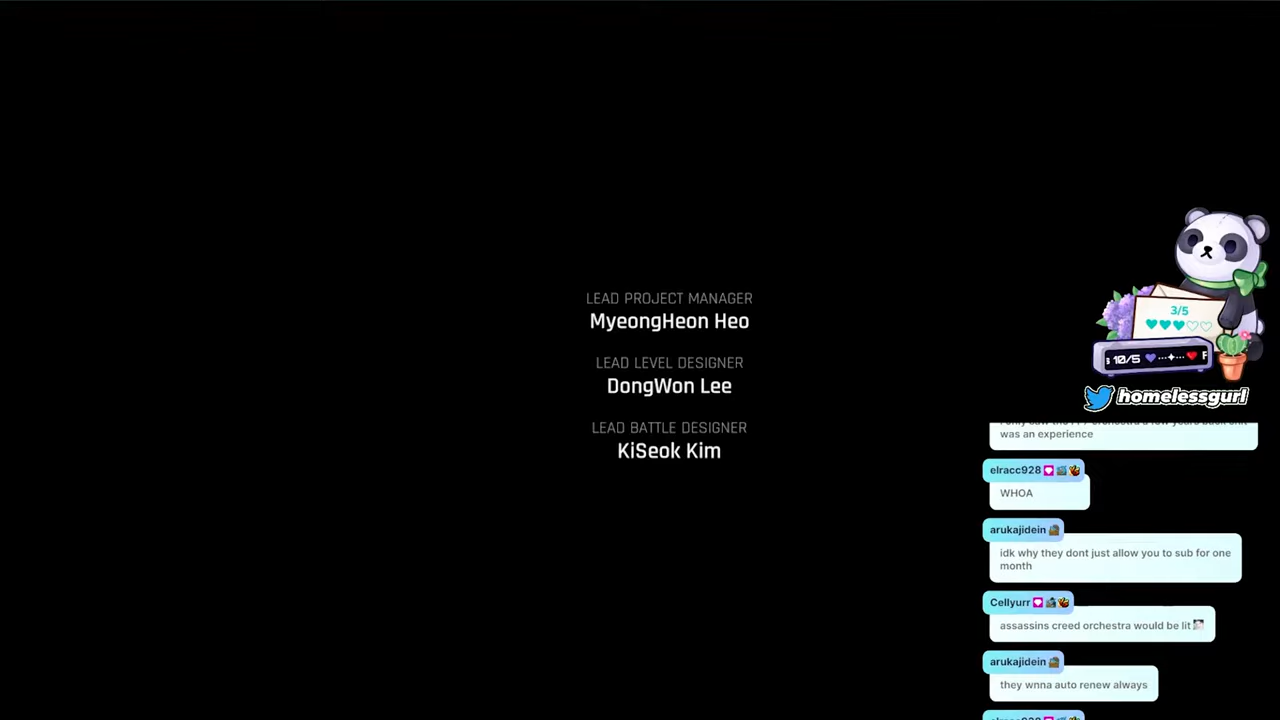 LEAD PROJECT MANAGER
MyeongHeon Heo
LEAD LEVEL DESIGNER
DongWon Lee
LEAD BATTLE DESIGNER
KiSeok Kim
3/5
10/5
homelessgurl
was an experience
elracc928
WHOA
arukajidein
idk why they dont just allow you to sub for one
month
Cellyurr
assassins creed orchestra would be lit
arukajidein
they wnna auto renew always